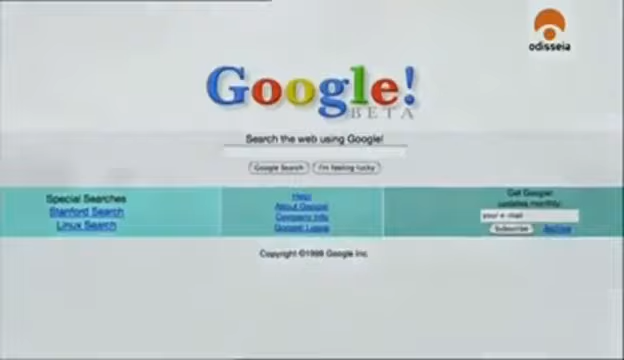 odisseia
Google!
BETA
Search the web using Google!
Google Search I'm feeling lucky
Special Searches
Stanford Search
Linux Search
Help!
About Google!
Company Info
Google! Logos
Get Google!
updates monthly:
your e-mail
Subscribe Archive
Copyright ©1999 Google Inc.